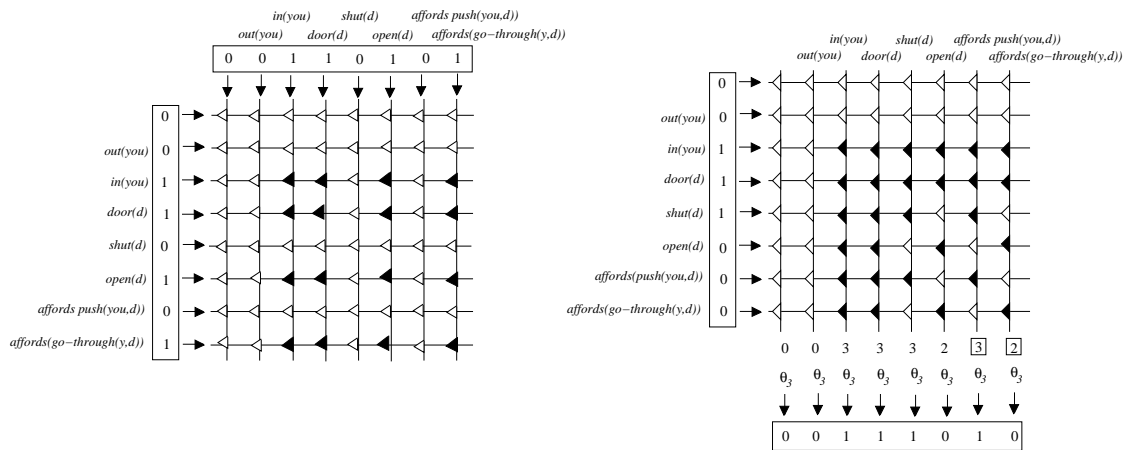 in(you) shut(d) affords push(you,d))
out(you) door(d) open(d) affords(go−through(y,d))
0 0 1 1 0 1 0 1
0
out(you) 0
in(you) 1
door(d) 1
shut(d) 0
open(d) 1
affords push(you,d)) 0
affords(go−through(y,d)) 1
in(you) shut(d) affords push(you,d))
out(you) door(d) open(d) affords(go−through(y,d))
0
out(you) 0
in(you) 1
door(d) 1
shut(d) 1
open(d) 0
affords(push(you,d)) 0
affords(go−through(y,d)) 0
0 0 3 3 3 2 3 2
θ3 θ3 θ3 θ3 θ3 θ3 θ3 θ3
0 0 1 1 1 0 1 0